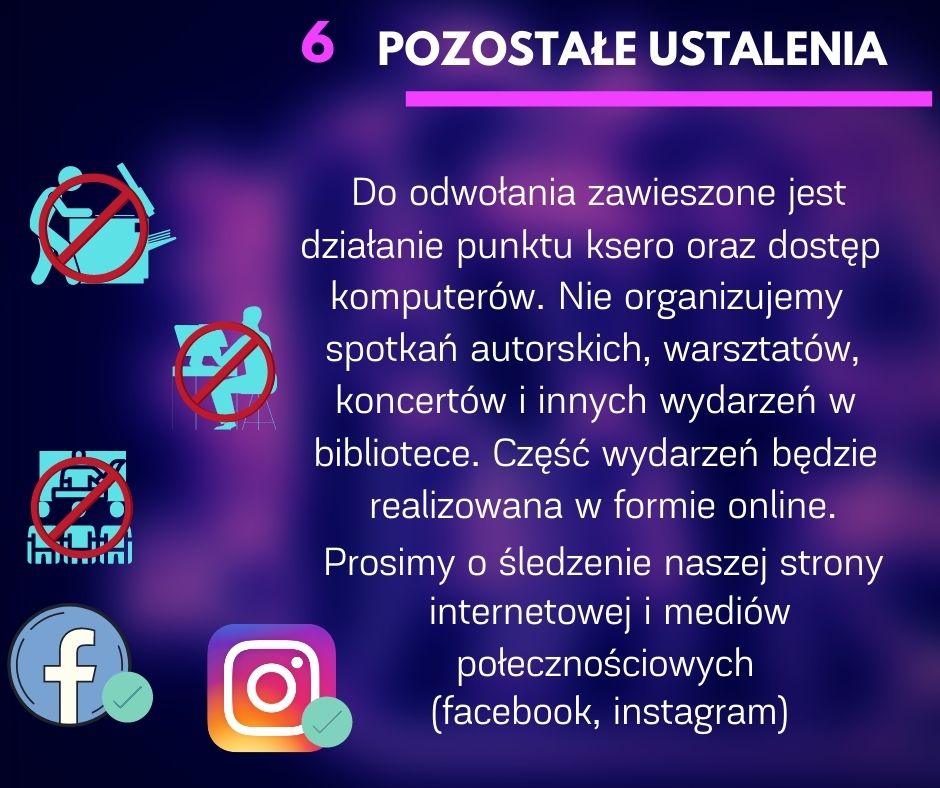 6 POZOSTAŁE USTALENIA
Do odwołania zawieszone jest
działanie punktu ksero oraz dostęp
komputerów. Nie organizujemy
spotkań autorskich, warsztatów,
koncertów i innych wydarzeń w
bibliotece. Część wydarzeń będzie
realizowana w formie online.
Prosimy o śledzenie naszej strony
internetowej i mediów
połecznościowych
(facebook, instagram)